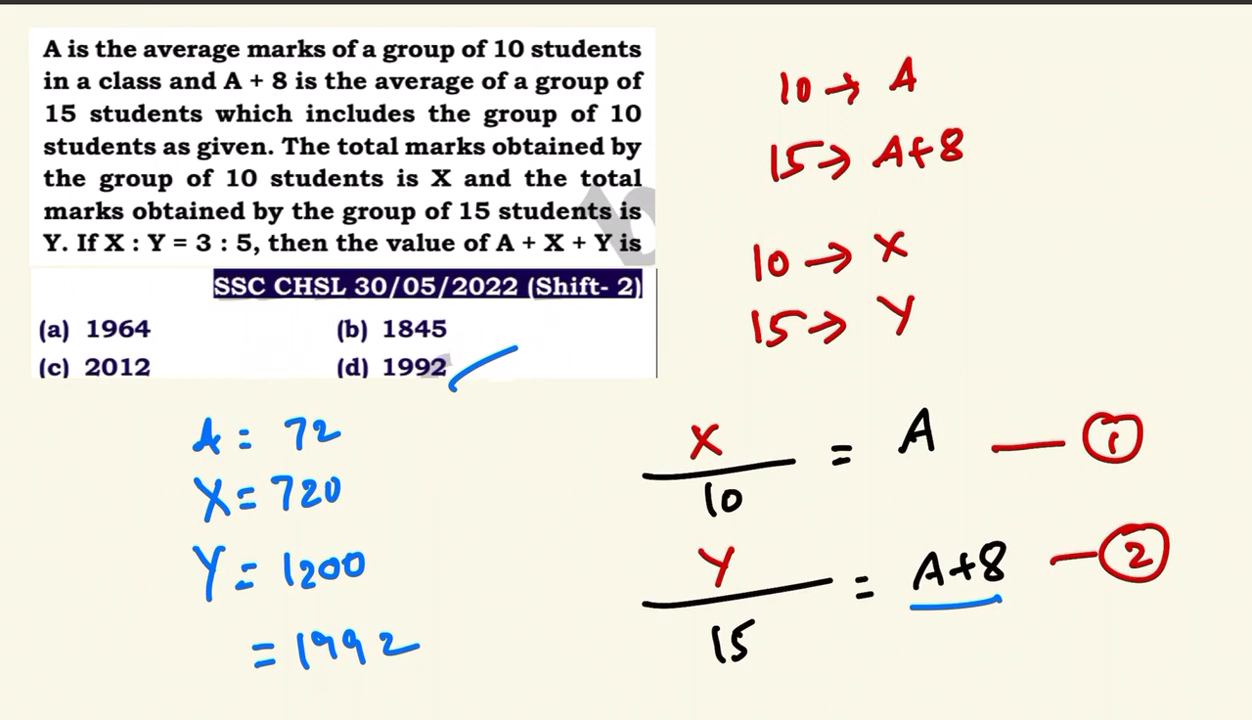 A is the average marks of a group of 10 students
in a class and A + 8 is the average of a group of
15 students which includes the group of 10
students as given. The total marks obtained by
the group of 10 students is X and the total
marks obtained by the group of 15 students is
Y. If X : Y = 3 : 5, then the value of A + X + Y is
SSC CHSL 30/05/2022 (Shift- 2)
(a) 1964 (b) 1845
(c) 2012 (d) 1992
10 → A
15 → A+8
10 → X
15 → Y
A = 72
X = 720
Y = 1200
= 1992
X
10
= A — 1
Y
15
= A+8 — 2